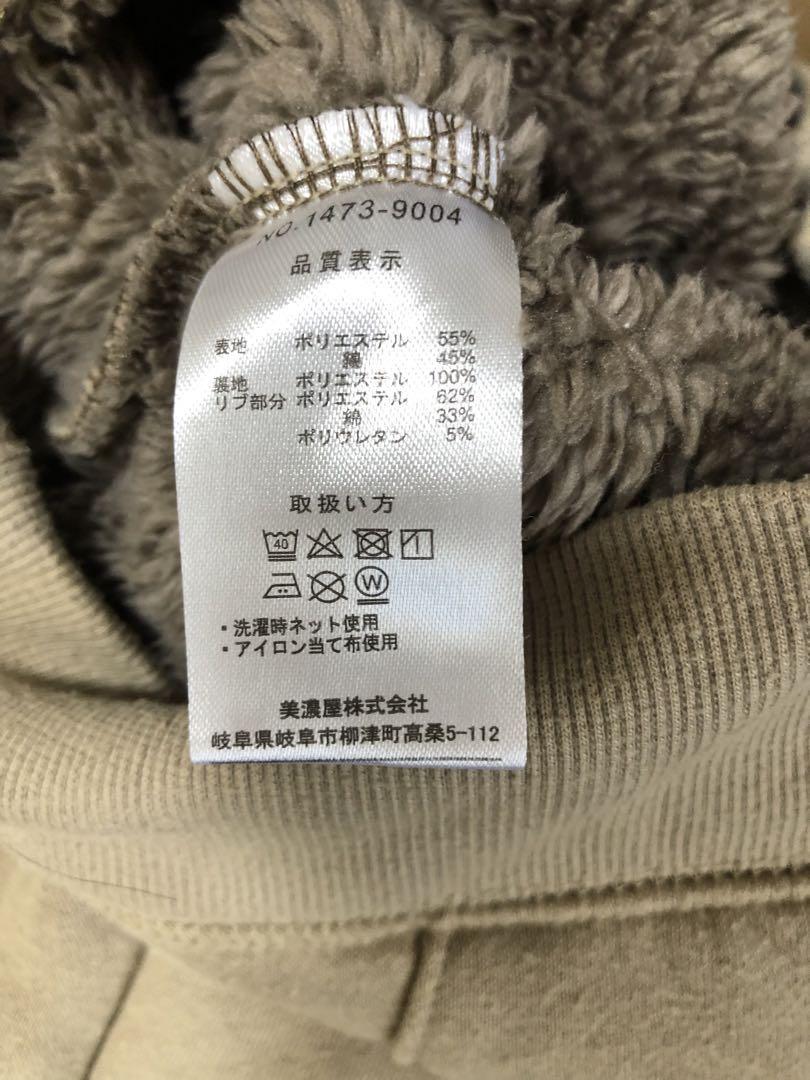 NO.1473-9004
品質表示
表地 ポリエステル 55%
綿 45%
裏地 ポリエステル 100%
リブ部分 ポリエステル 62%
綿 33%
ポリウレタン 5%
取扱い方
40
W
・洗濯時ネット使用
・アイロン当て布使用
美濃屋株式会社
岐阜県岐阜市柳津町高桑5-112